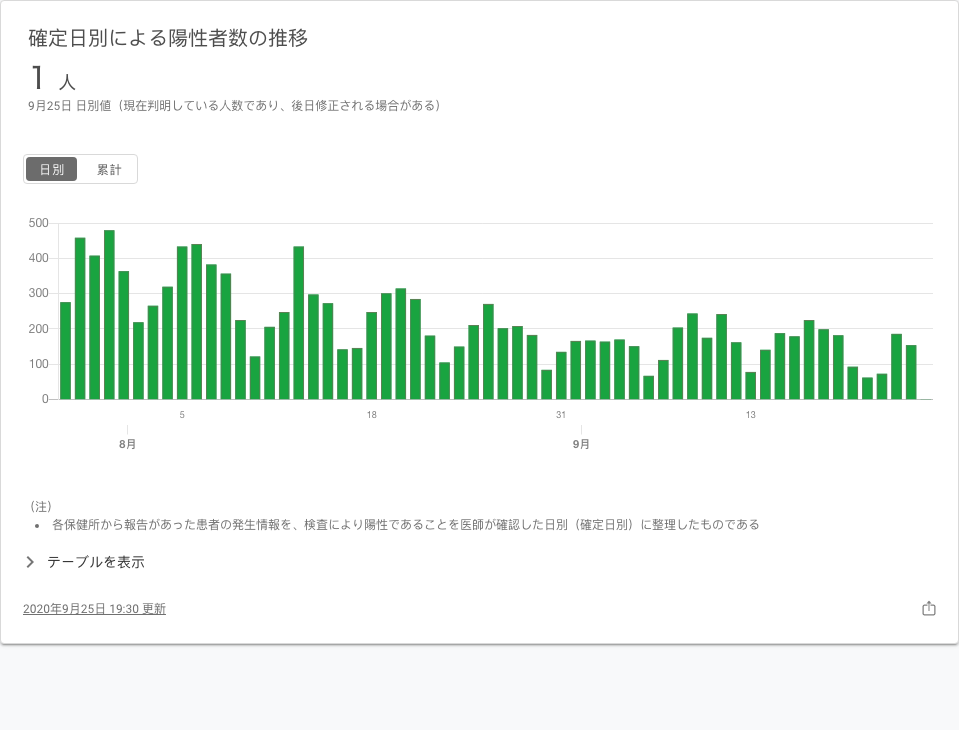 確定日別による陽性者数の推移
1 人
9月25日 日別値（現在判明している人数であり、後日修正される場合がある）
日別 累計
500
400
300
200
100
0
5 18 31 13
8月 9月
（注）
• 各保健所から報告があった患者の発生情報を、検査により陽性であることを医師が確認した日別（確定日別）に整理したものである
テーブルを表示
2020年9月25日 19:30 更新